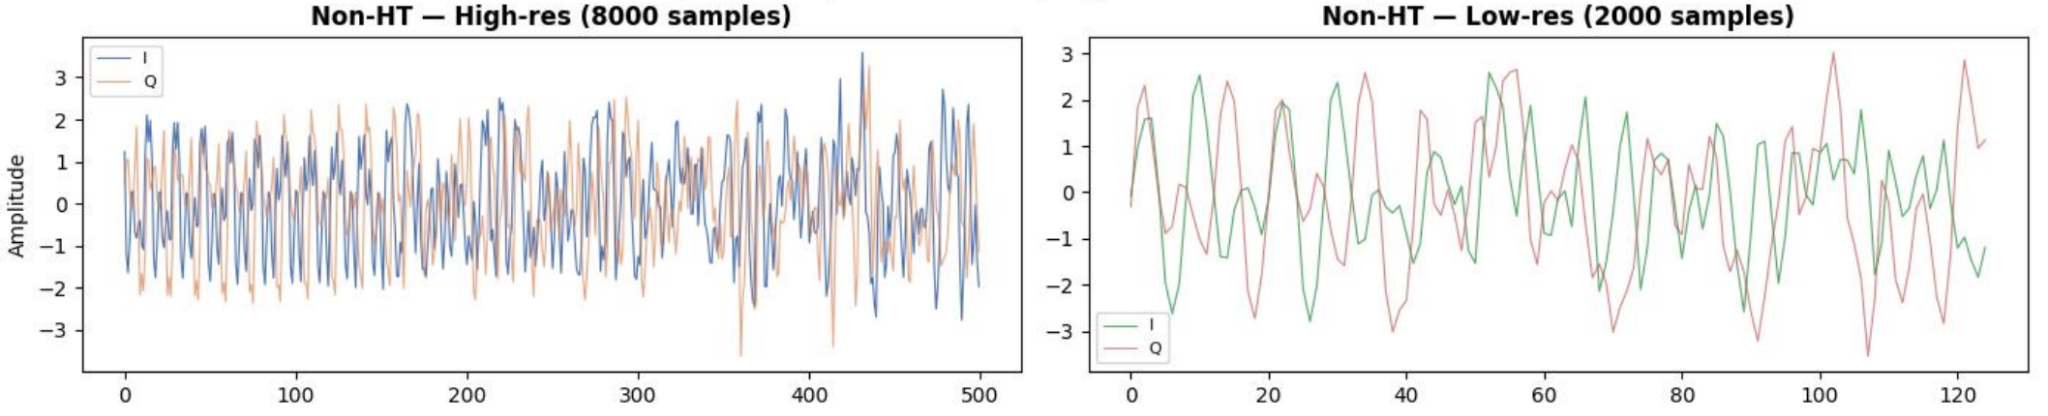 Non-HT — High-res (8000 samples)
I
Q
3
2
1
0
−1
−2
−3
Amplitude
0 100 200 300 400 500
Non-HT — Low-res (2000 samples)
3
2
1
0
−1
−2
−3
I
Q
0 20 40 60 80 100 120